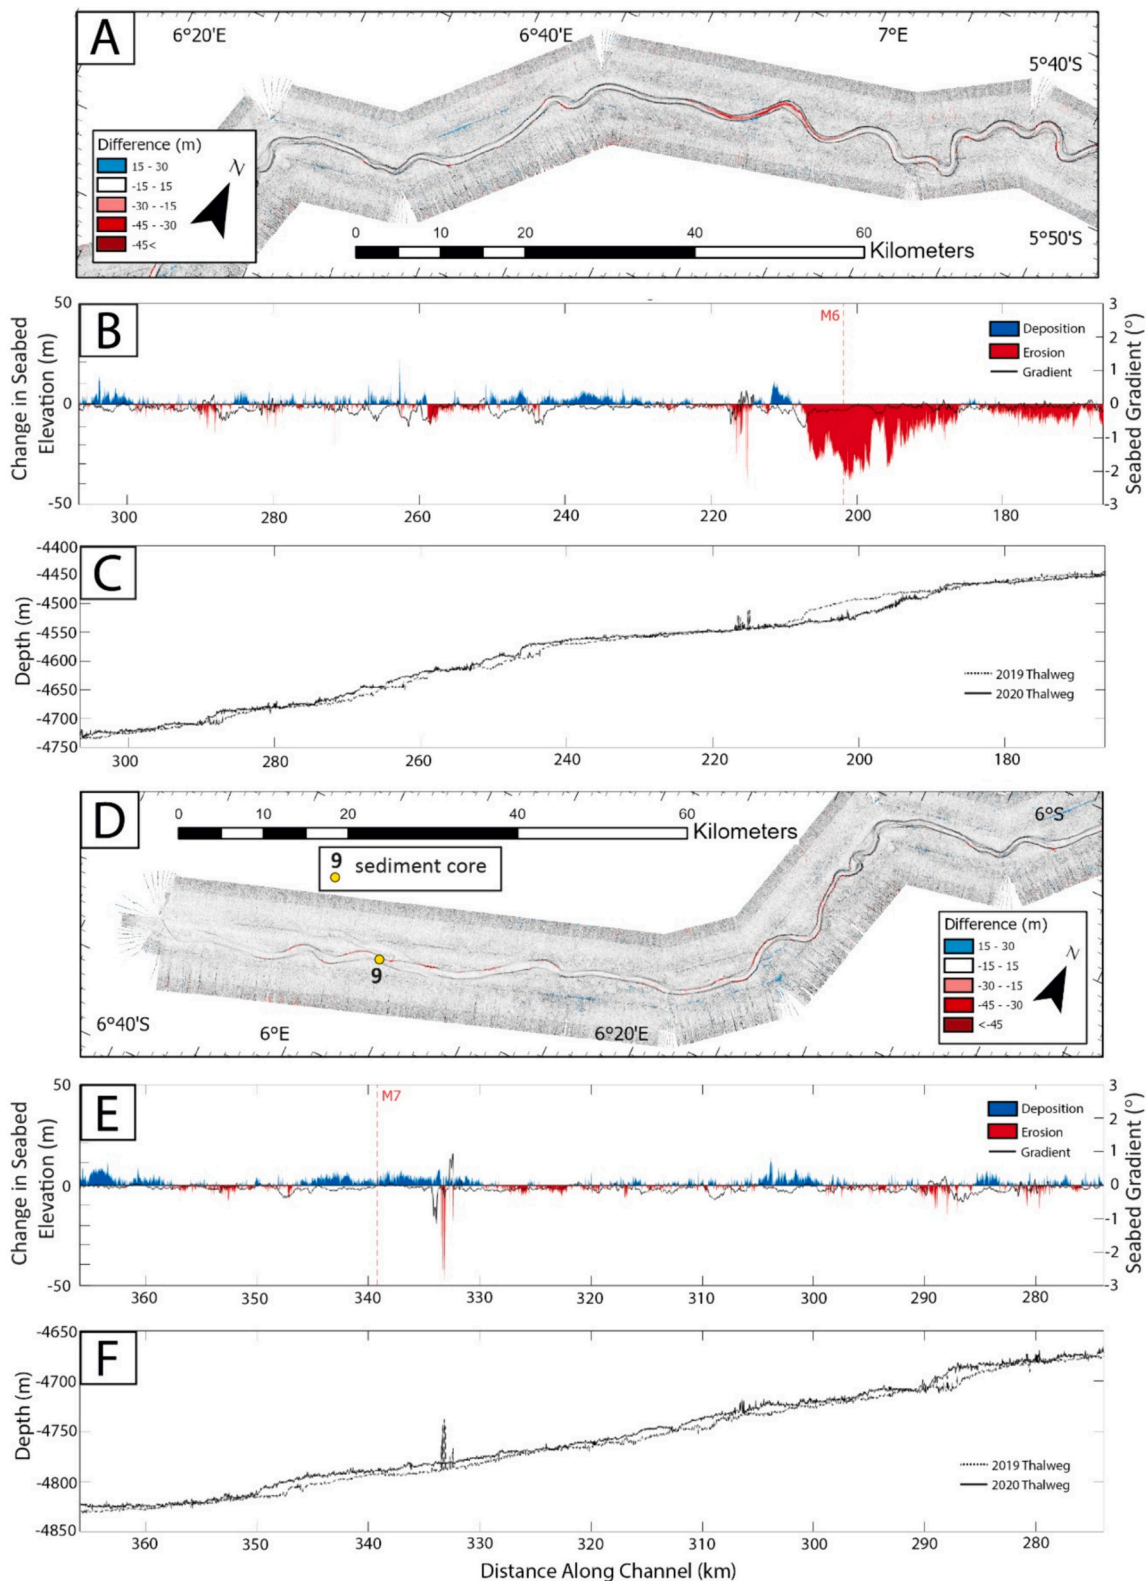 A
6°20'E
6°40'E
7°E
5°40'S
Difference (m)
15 - 30
-15 - 15
-30 - -15
-45 - -30
-45<
N
0 10 20 40 60
Kilometers
5°50'S
B
Change in Seabed
Elevation (m)
50
0
-50
M6
Deposition
Erosion
Gradient
3
2
1
0
-1
-2
-3
Seabed Gradient (°)
300 280 260 240 220 200 180
C
Depth (m)
-4400
-4450
-4500
-4550
-4600
-4650
-4700
-4750
2019 Thalweg
2020 Thalweg
300 280 260 240 220 200 180
D
0 10 20 40 60
Kilometers
9 sediment core
6°S
Difference (m)
15 - 30
-15 - 15
-30 - -15
-45 - -30
<-45
N
9
6°40'S
6°E
6°20'E
E
Change in Seabed
Elevation (m)
50
0
-50
M7
Deposition
Erosion
Gradient
3
2
1
0
-1
-2
-3
Seabed Gradient (°)
360 350 340 330 320 310 300 290 280
F
Depth (m)
-4650
-4700
-4750
-4800
-4850
2019 Thalweg
2020 Thalweg
360 350 340 330 320 310 300 290 280
Distance Along Channel (km)